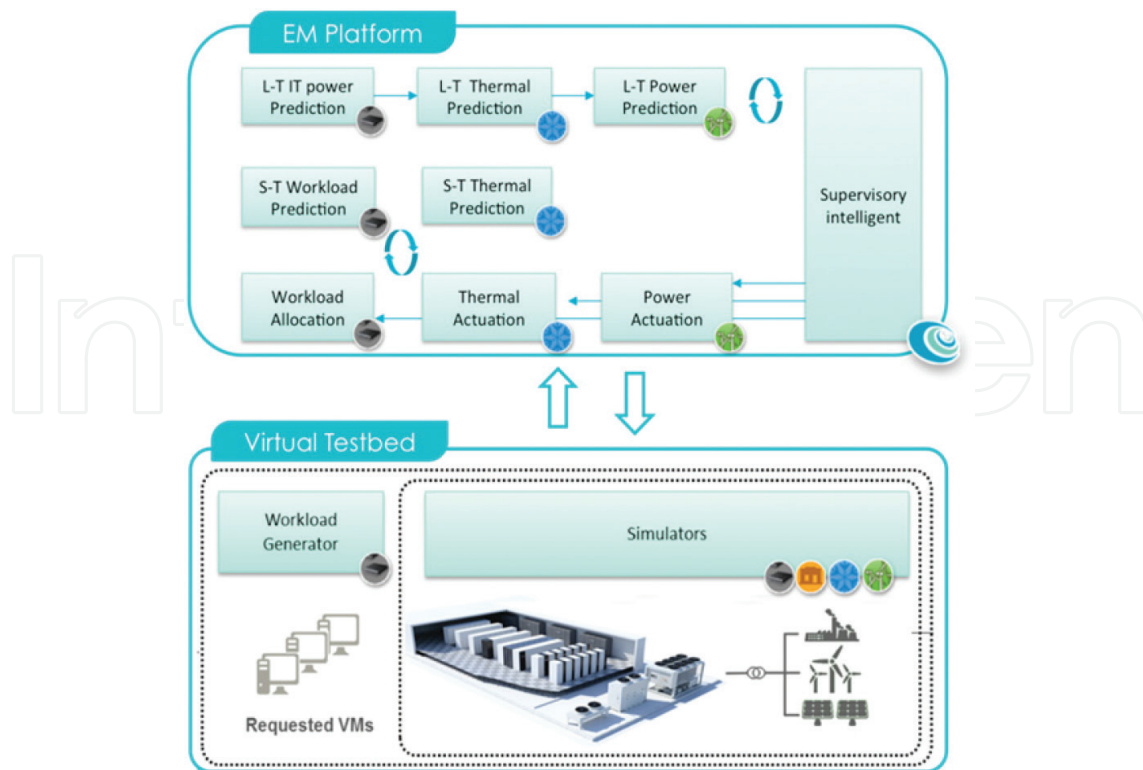 EM Platform
L-T IT power
Prediction
L-T Thermal
Prediction
L-T Power
Prediction
S-T Workload
Prediction
S-T Thermal
Prediction
Supervisory
intelligent
Workload
Allocation
Thermal
Actuation
Power
Actuation
Virtual Testbed
Workload
Generator
Simulators
Requested VMs